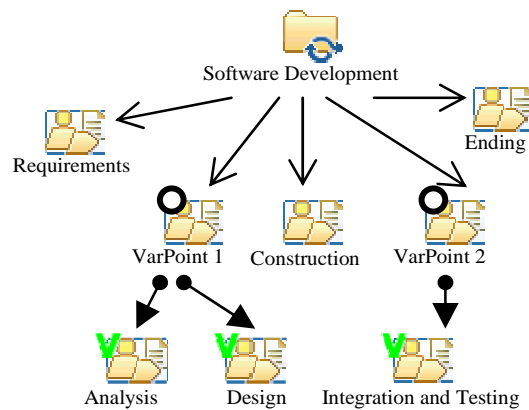 Software Development
Requirements
Ending
VarPoint 1
Construction
VarPoint 2
V
V
V
Analysis
Design
Integration and Testing